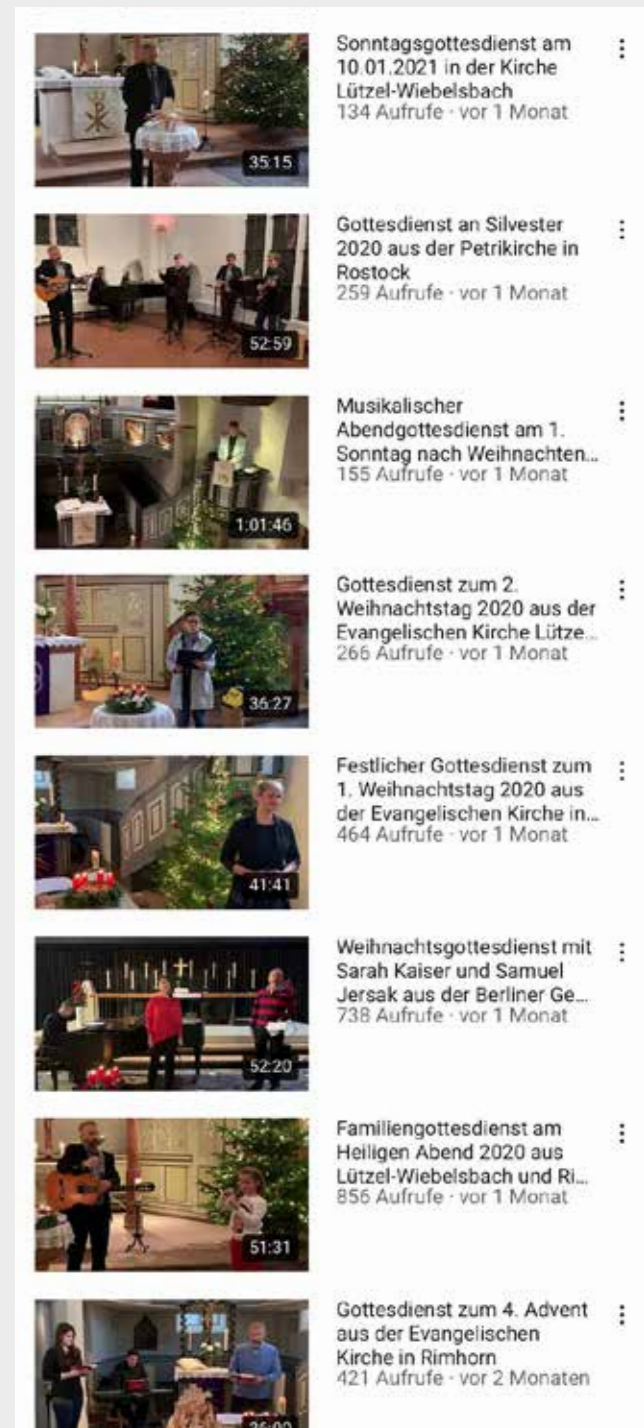 Sonntagsgottesdienst am
10.01.2021 in der Kirche
Lützel-Wiebelsbach
134 Aufrufe · vor 1 Monat
35:15
Gottesdienst an Silvester
2020 aus der Petrikirche in
Rostock
259 Aufrufe · vor 1 Monat
52:59
Musikalischer
Abendgottesdienst am 1.
Sonntag nach Weihnachten...
155 Aufrufe · vor 1 Monat
1:01:46
Gottesdienst zum 2.
Weihnachtstag 2020 aus der
Evangelischen Kirche Lütze...
266 Aufrufe · vor 1 Monat
36:27
Festlicher Gottesdienst zum
1. Weihnachtstag 2020 aus
der Evangelischen Kirche in...
464 Aufrufe · vor 1 Monat
41:41
Weihnachtsgottesdienst mit
Sarah Kaiser und Samuel
Jersak aus der Berliner Ge...
738 Aufrufe · vor 1 Monat
52:20
Familiengottesdienst am
Heiligen Abend 2020 aus
Lützel-Wiebelsbach und Ri...
856 Aufrufe · vor 1 Monat
51:31
Gottesdienst zum 4. Advent
aus der Evangelischen
Kirche in Rimhorn
421 Aufrufe · vor 2 Monaten